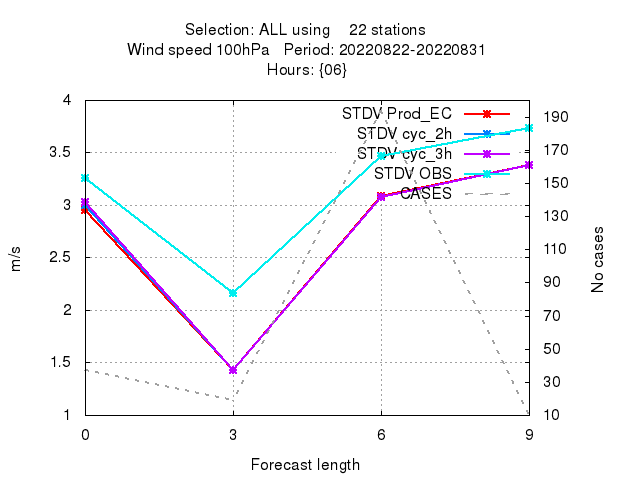 Selection: ALL using 22 stations
Wind speed 100hPa Period: 20220822-20220831
Hours: {06}
STDV Prod_EC
STDV cyc_2h
STDV cyc_3h
STDV OBS
CASES
4
3.5
3
2.5
2
1.5
1
m/s
190
170
150
130
110
90
70
50
30
10
No cases
0 3 6 9
Forecast length